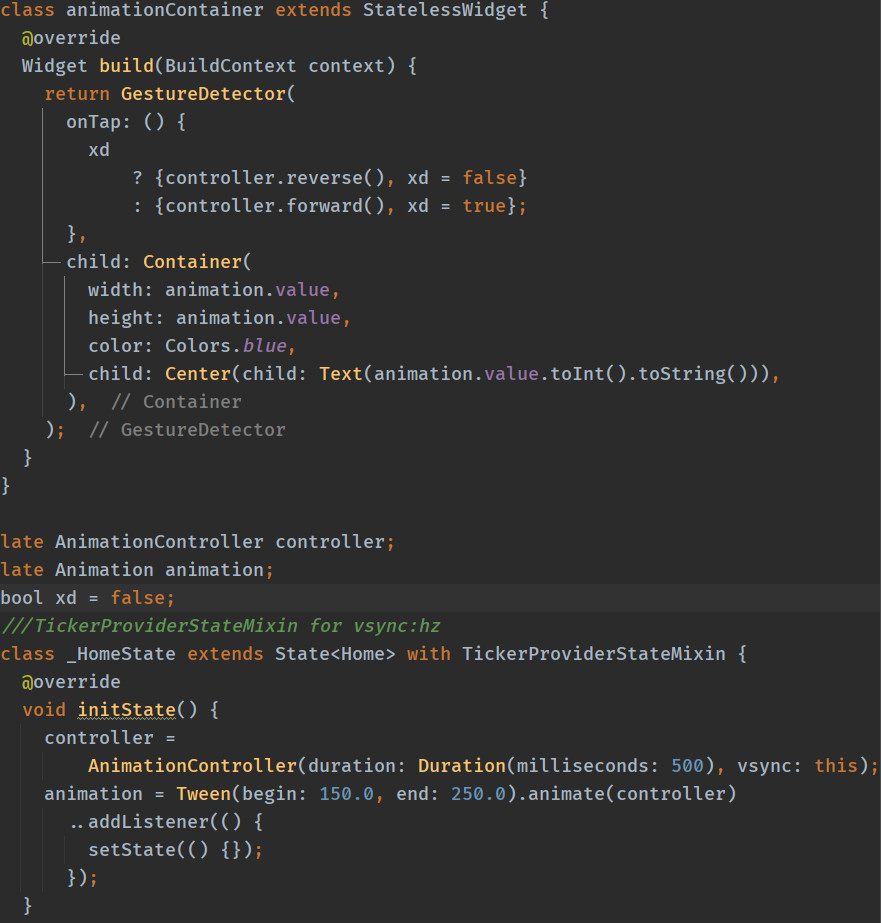 class animationContainer extends StatelessWidget {
  @override
  Widget build(BuildContext context) {
    return GestureDetector(
      onTap: () {
        xd
            ? {controller.reverse(), xd = false}
            : {controller.forward(), xd = true};
      },
      child: Container(
        width: animation.value,
        height: animation.value,
        color: Colors.blue,
        child: Center(child: Text(animation.value.toInt().toString())),
      ),  // Container
    );  // GestureDetector
  }
}

late AnimationController controller;
late Animation animation;
bool xd = false;
///TickerProviderStateMixin for vsync:hz
class _HomeState extends State<Home> with TickerProviderStateMixin {
  @override
  void initState() {
    controller =
        AnimationController(duration: Duration(milliseconds: 500), vsync: this);
    animation = Tween(begin: 150.0, end: 250.0).animate(controller)
      ..addListener(() {
        setState(() {});
      });
  }